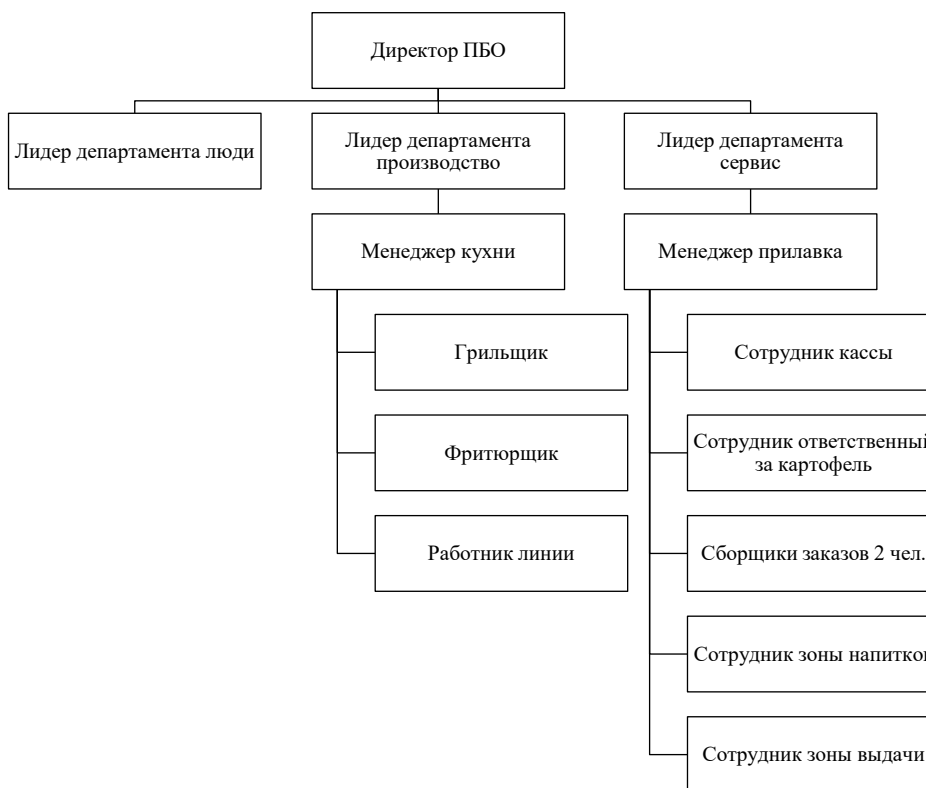 Директор ПБО
Лидер департамента люди
Лидер департамента
производство
Лидер департамента
сервис
Менеджер кухни
Менеджер прилавка
Грильщик
Сотрудник кассы
Фритюрщик
Сотрудник ответственный
за картофель
Работник линии
Сборщики заказов 2 чел.
Сотрудник зоны напитков
Сотрудник зоны выдачи